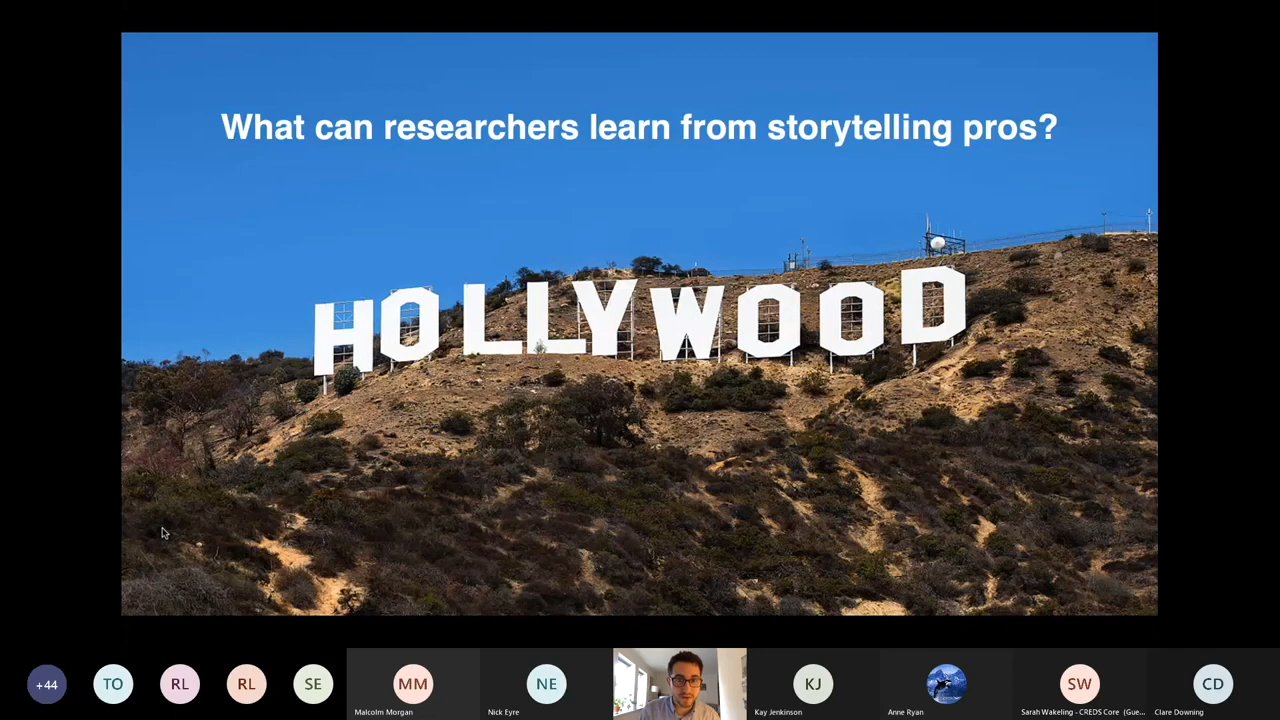 What can researchers learn from storytelling pros?
HOLLYWOOD
+44
TO
RL
RL
SE
MM
Malcolm Morgan
NE
Nick Eyre
KJ
Kay Jenkinson
Anne Ryan
SW
Sarah Wakeling - CREDS Core (Gue...
CD
Clare Downing